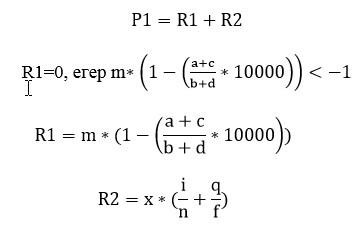 P1 = R1 + R2
R1=0, егер m* (1 − ((a+c)/(b+d) * 10000)) < −1
R1 = m * (1 − ((a + c)/(b + d) * 10000))
R2 = x * (i/n + q/f)